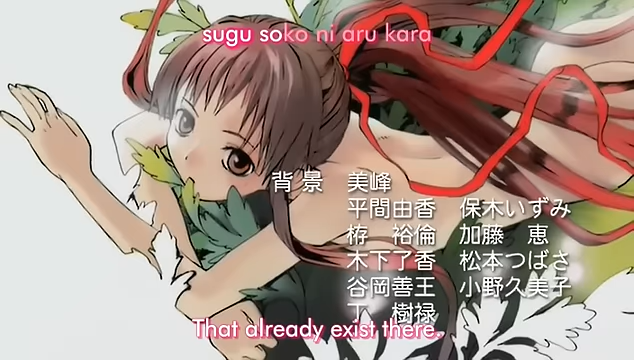 sugu soko ni aru kara
背景 美峰
平間由香 保木いずみ
栫 裕倫 加藤 恵
木下了香 松本つばさ
谷岡善王 小野久美子
丁 樹禄
That already exist there.